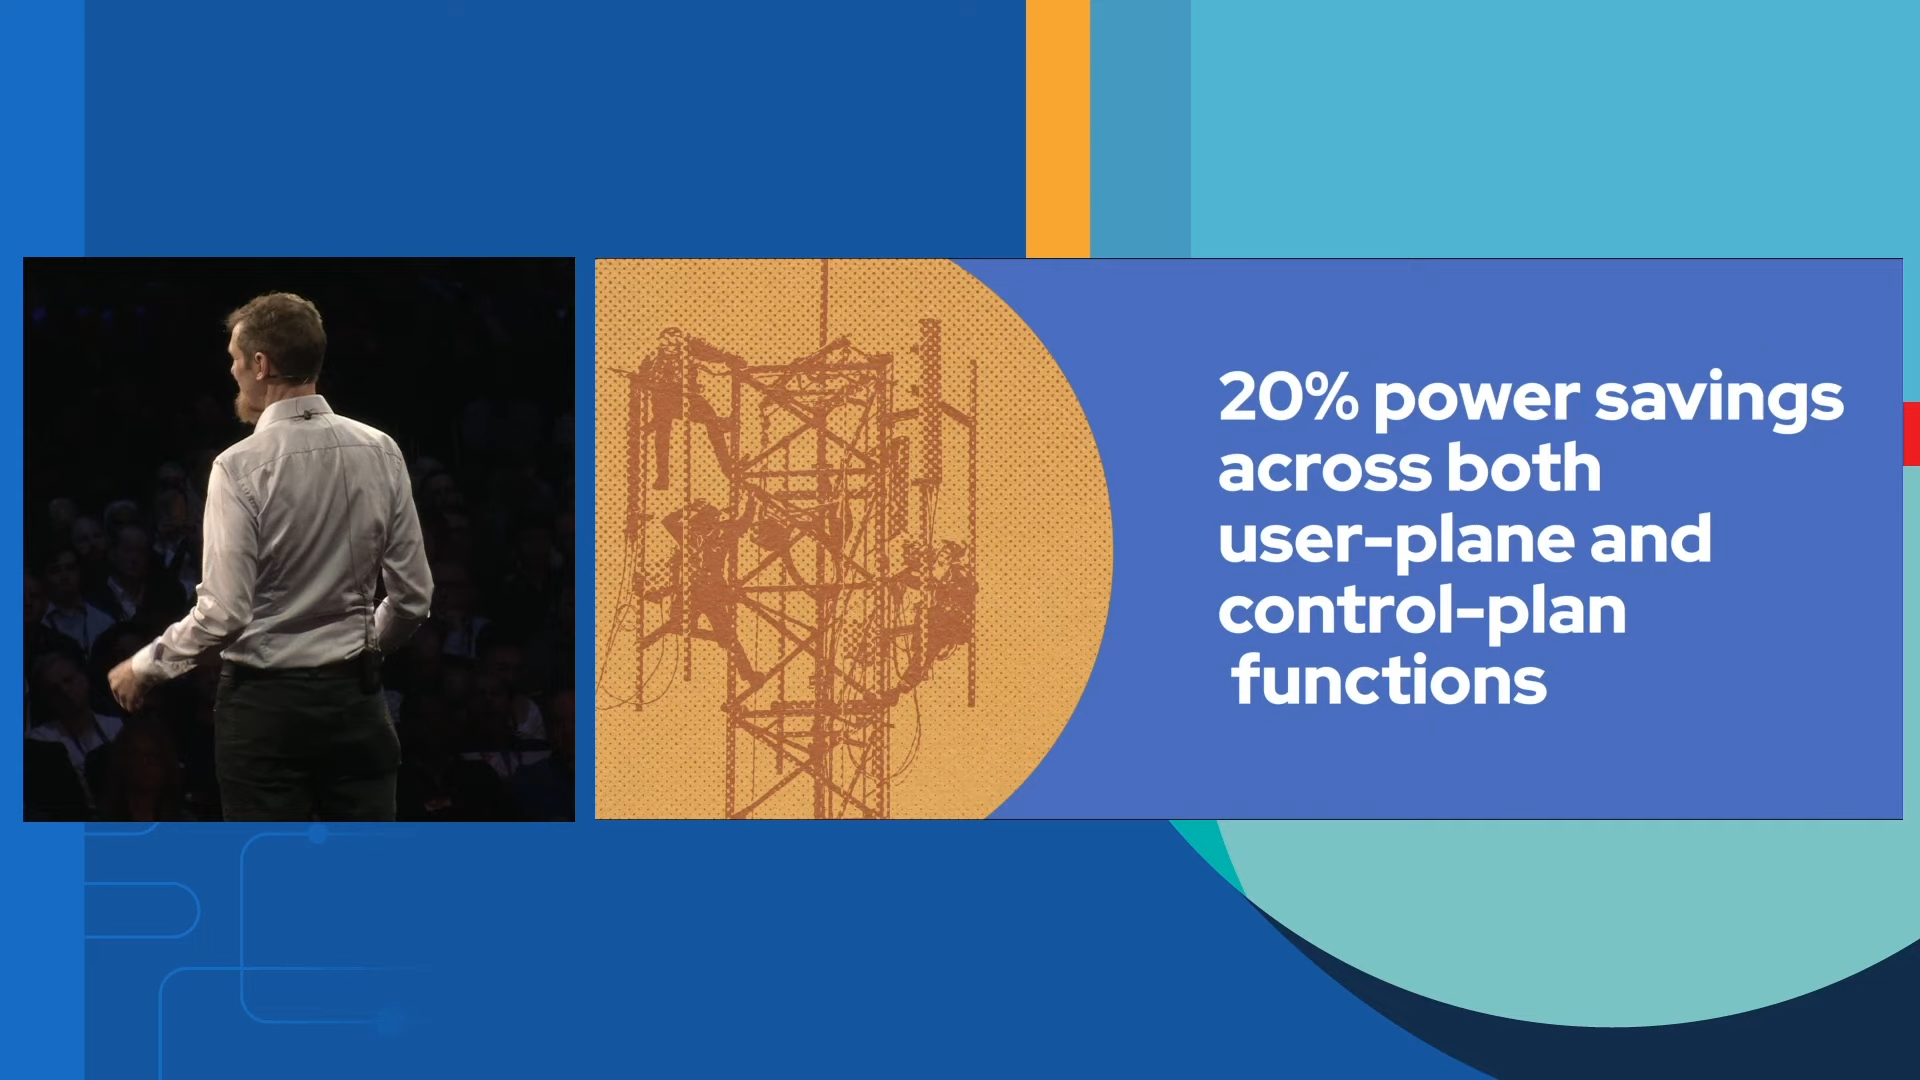 20% power savings
across both
user-plane and
control-plan
functions